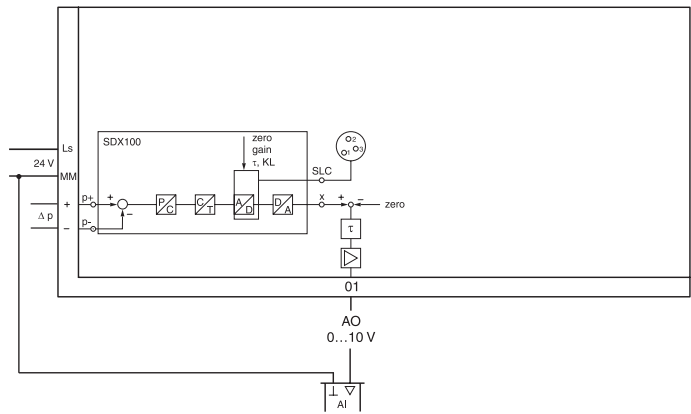 SDX100
zero
gain
τ, KL
SLC
2
1 3
Ls
24 V
MM
+ p+ + P C C T A D D A x + − zero
Δ p
− p- −
τ
01
AO
0…10 V
⊥
AI